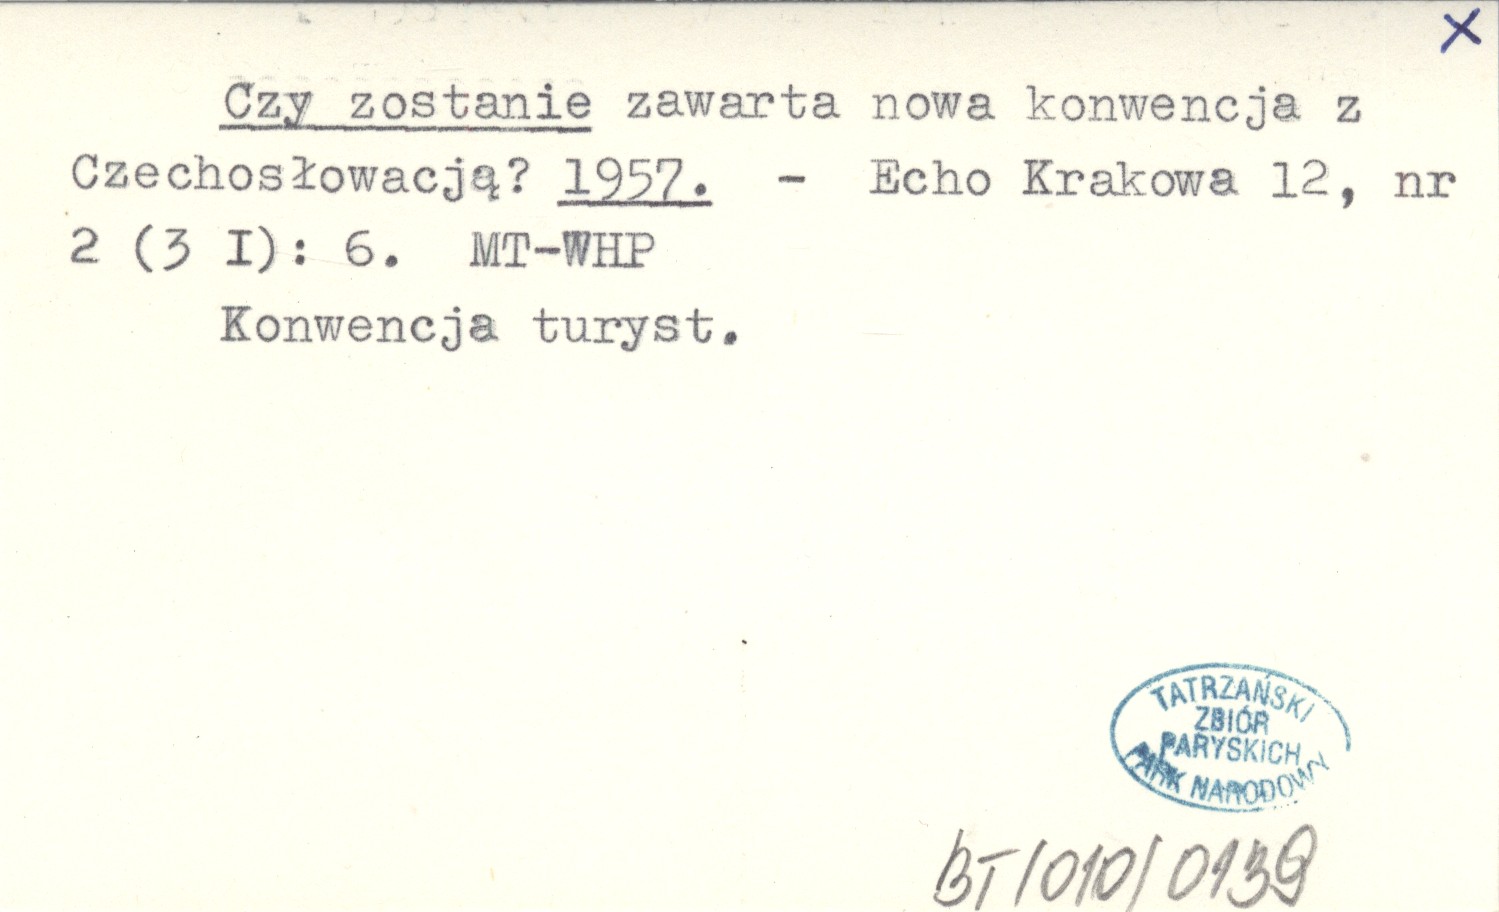 x
Czy zostanie zawarta nowa konwencja z
Czechosłowacją? 1957. - Echo Krakowa 12, nr
2 (3 I): 6. MT-WHP
Konwencja turyst.
TATRZAŃSKI
ZBIÓR
PARYSKICH
PARK NARODOWY
BT/010/0139